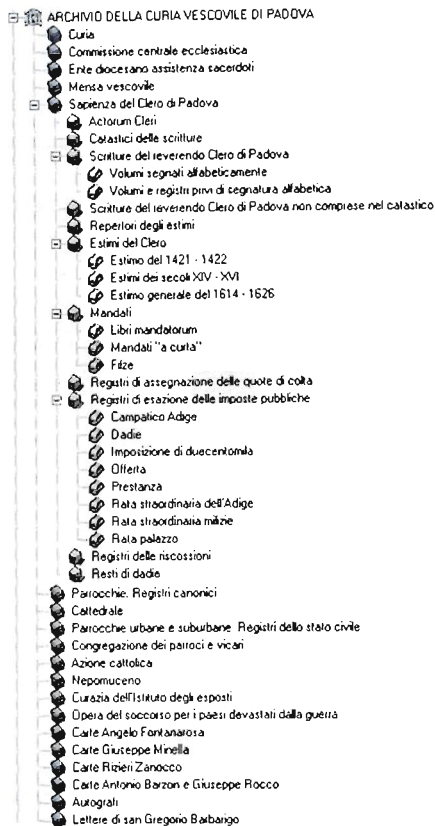 ARCHIVIO DELLA CURIA VESCOVILE DI PADOVA
Curia
Commissione centrale ecclesiastica
Ente diocesano assistenza sacerdoti
Mensa vescovile
Sapienza del Clero di Padova
Actorum Cleri
Catastici delle scritture
Scritture del reverendo Clero di Padova
Volumi segnati alfabeticamente
Volumi e registri privi di segnatura alfabetica
Scritture del reverendo Clero di Padova non comprese nel catastico
Repertori degli estimi
Estimi del Clero
Estimo del 1421 - 1422
Estimi dei secoli XIV - XVI
Estimo generale del 1614 - 1626
Mandati
Libri mandatorum
Mandati "a curta"
Filze
Registri di assegnazione delle quote di colta
Registri di esazione delle imposte pubbliche
Campatico Adige
Dadie
Imposizione di duecentomila
Offerta
Prestanza
Rata straordinaria dell'Adige
Rata straordinaria milizie
Rata palazzo
Registri delle riscossioni
Resti di dadie
Parrocchie. Registri canonici
Cattedrale
Parrocchie urbane e suburbane. Registri dello stato civile
Congregazione dei parroci e vicari
Azione cattolica
Nepomuceno
Curazia dell'Istituto degli esposti
Opera del soccorso per i paesi devastati dalla guerra
Carte Angelo Fontanarosa
Carte Giuseppe Minella
Carte Rizieri Zanocco
Carte Antonio Barzon e Giuseppe Rocco
Autografi
Lettere di san Gregorio Barbarigo